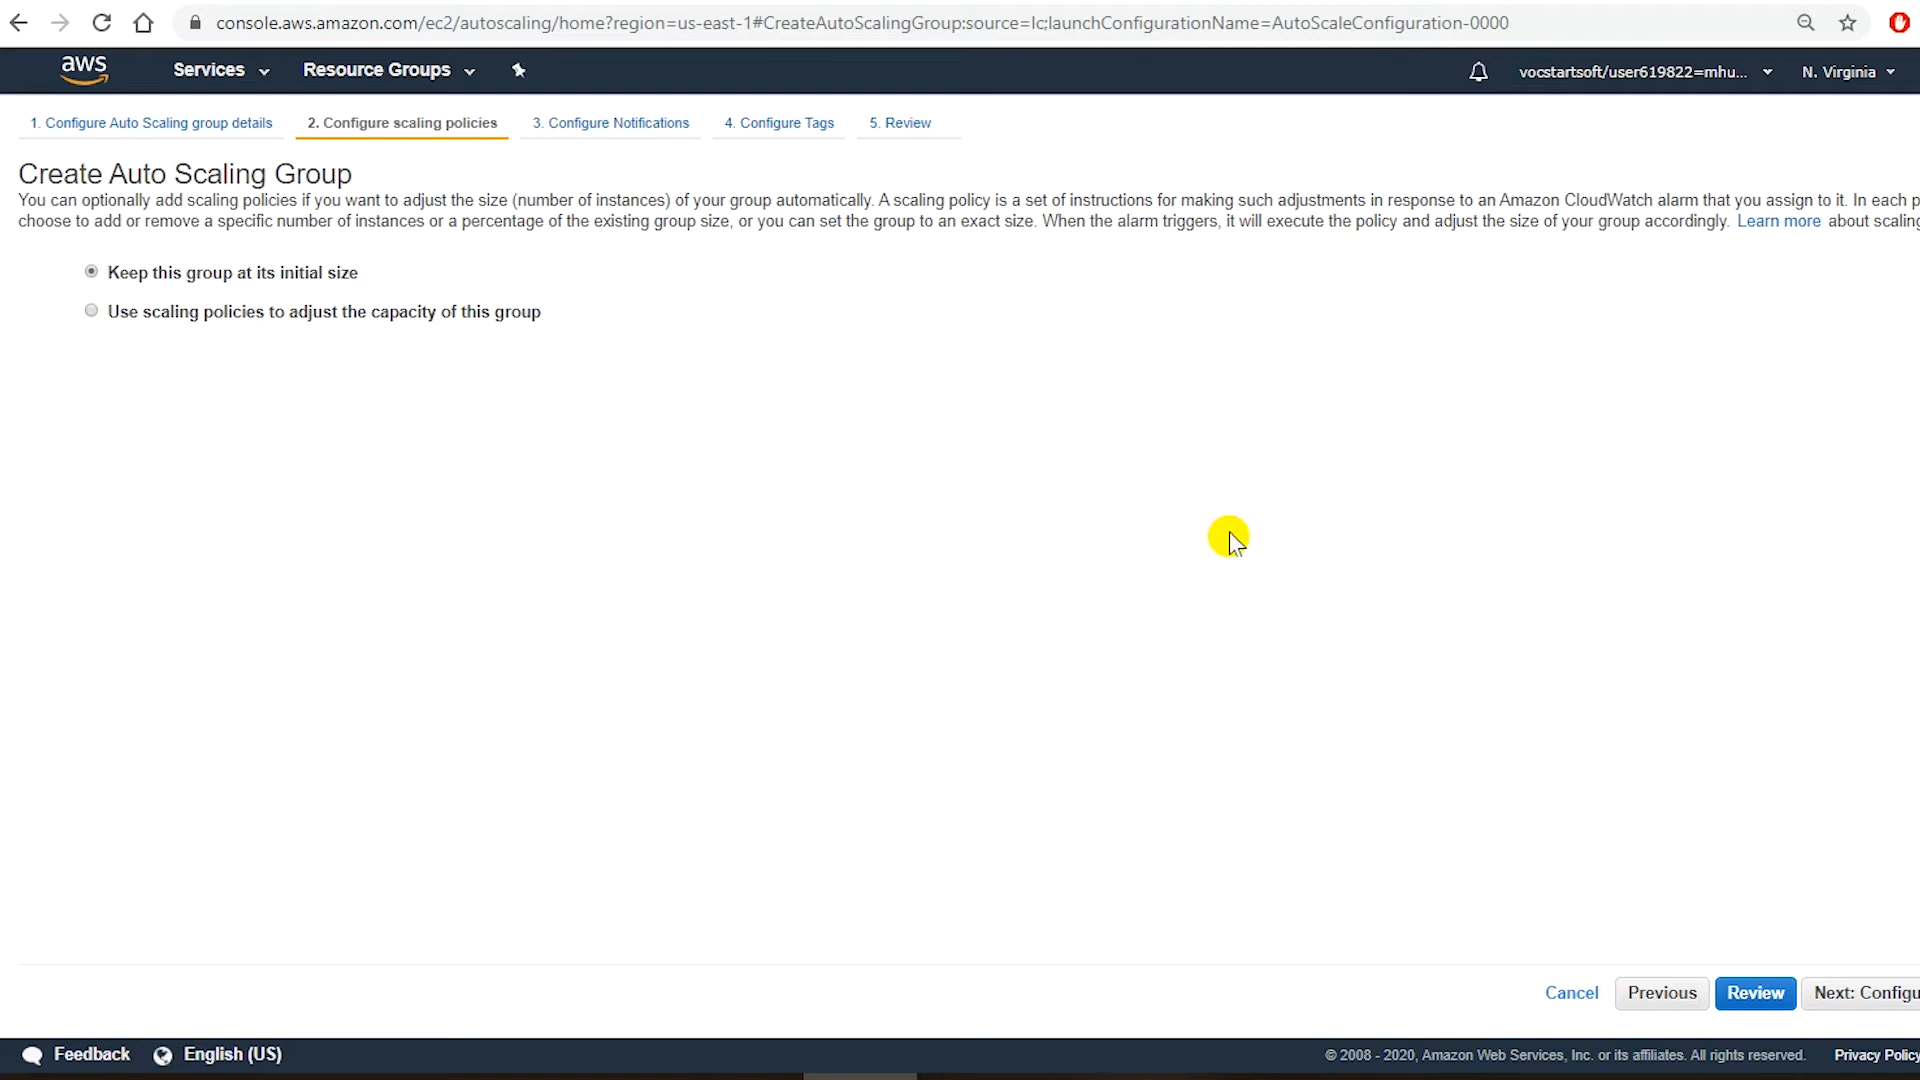 console.aws.amazon.com/ec2/autoscaling/home?region=us-east-1#CreateAutoScalingGroup:source=lc;launchConfigurationName=AutoScaleConfiguration-0000
aws Services Resource Groups vocstartsoft/user619822=mhu... N. Virginia
1. Configure Auto Scaling group details 2. Configure scaling policies 3. Configure Notifications 4. Configure Tags 5. Review
Create Auto Scaling Group
You can optionally add scaling policies if you want to adjust the size (number of instances) of your group automatically. A scaling policy is a set of instructions for making such adjustments in response to an Amazon CloudWatch alarm that you assign to it. In each p
choose to add or remove a specific number of instances or a percentage of the existing group size, or you can set the group to an exact size. When the alarm triggers, it will execute the policy and adjust the size of your group accordingly. Learn more about scaling
Keep this group at its initial size
Use scaling policies to adjust the capacity of this group
Cancel Previous Review Next: Configu
Feedback English (US) © 2008 - 2020, Amazon Web Services, Inc. or its affiliates. All rights reserved. Privacy Policy